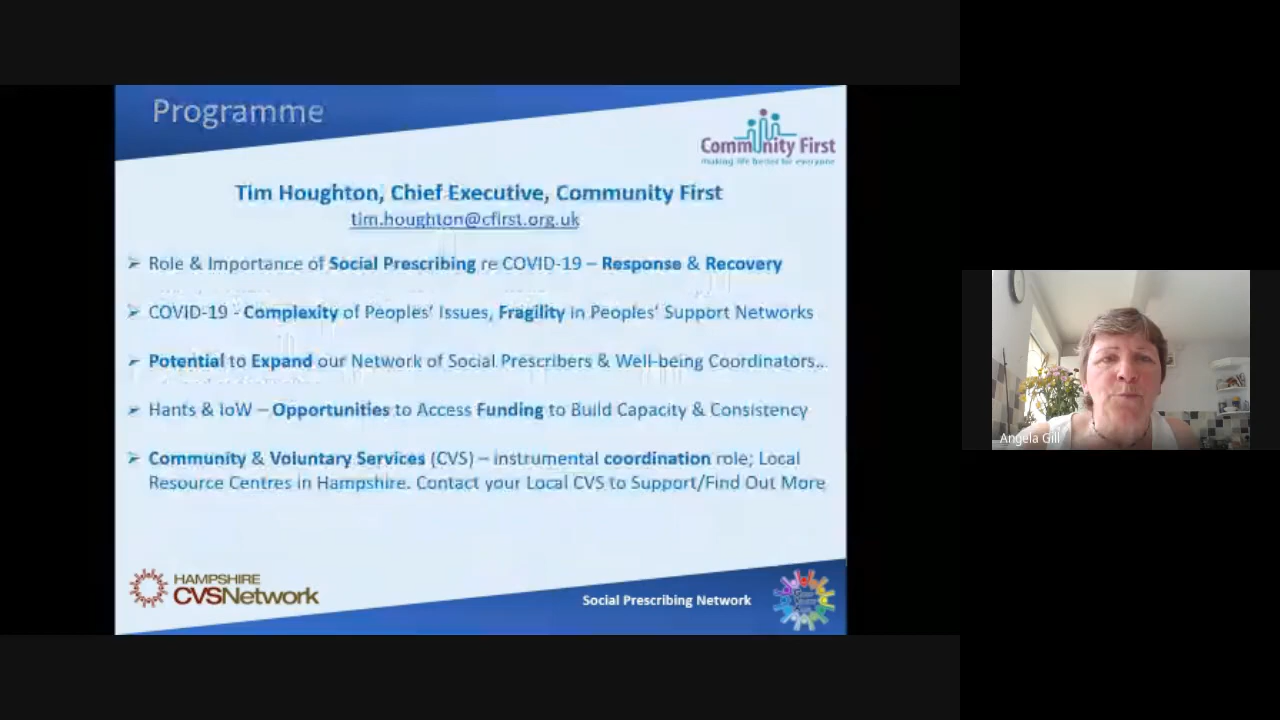 Programme
Community First
making life better for everyone
Tim Houghton, Chief Executive, Community First
tim.houghton@cfirst.org.uk
➢ Role & Importance of Social Prescribing re COVID-19 – Response & Recovery
➢ COVID-19 - Complexity of Peoples' Issues, Fragility in Peoples' Support Networks
➢ Potential to Expand our Network of Social Prescribers & Well-being Coordinators..
➢ Hants & IoW – Opportunities to Access Funding to Build Capacity & Consistency
➢ Community & Voluntary Services (CVS) – instrumental coordination role; Local
Resource Centres in Hampshire. Contact your Local CVS to Support/Find Out More
HAMPSHIRE
CVSNetwork
Social Prescribing Network
Angela Gill